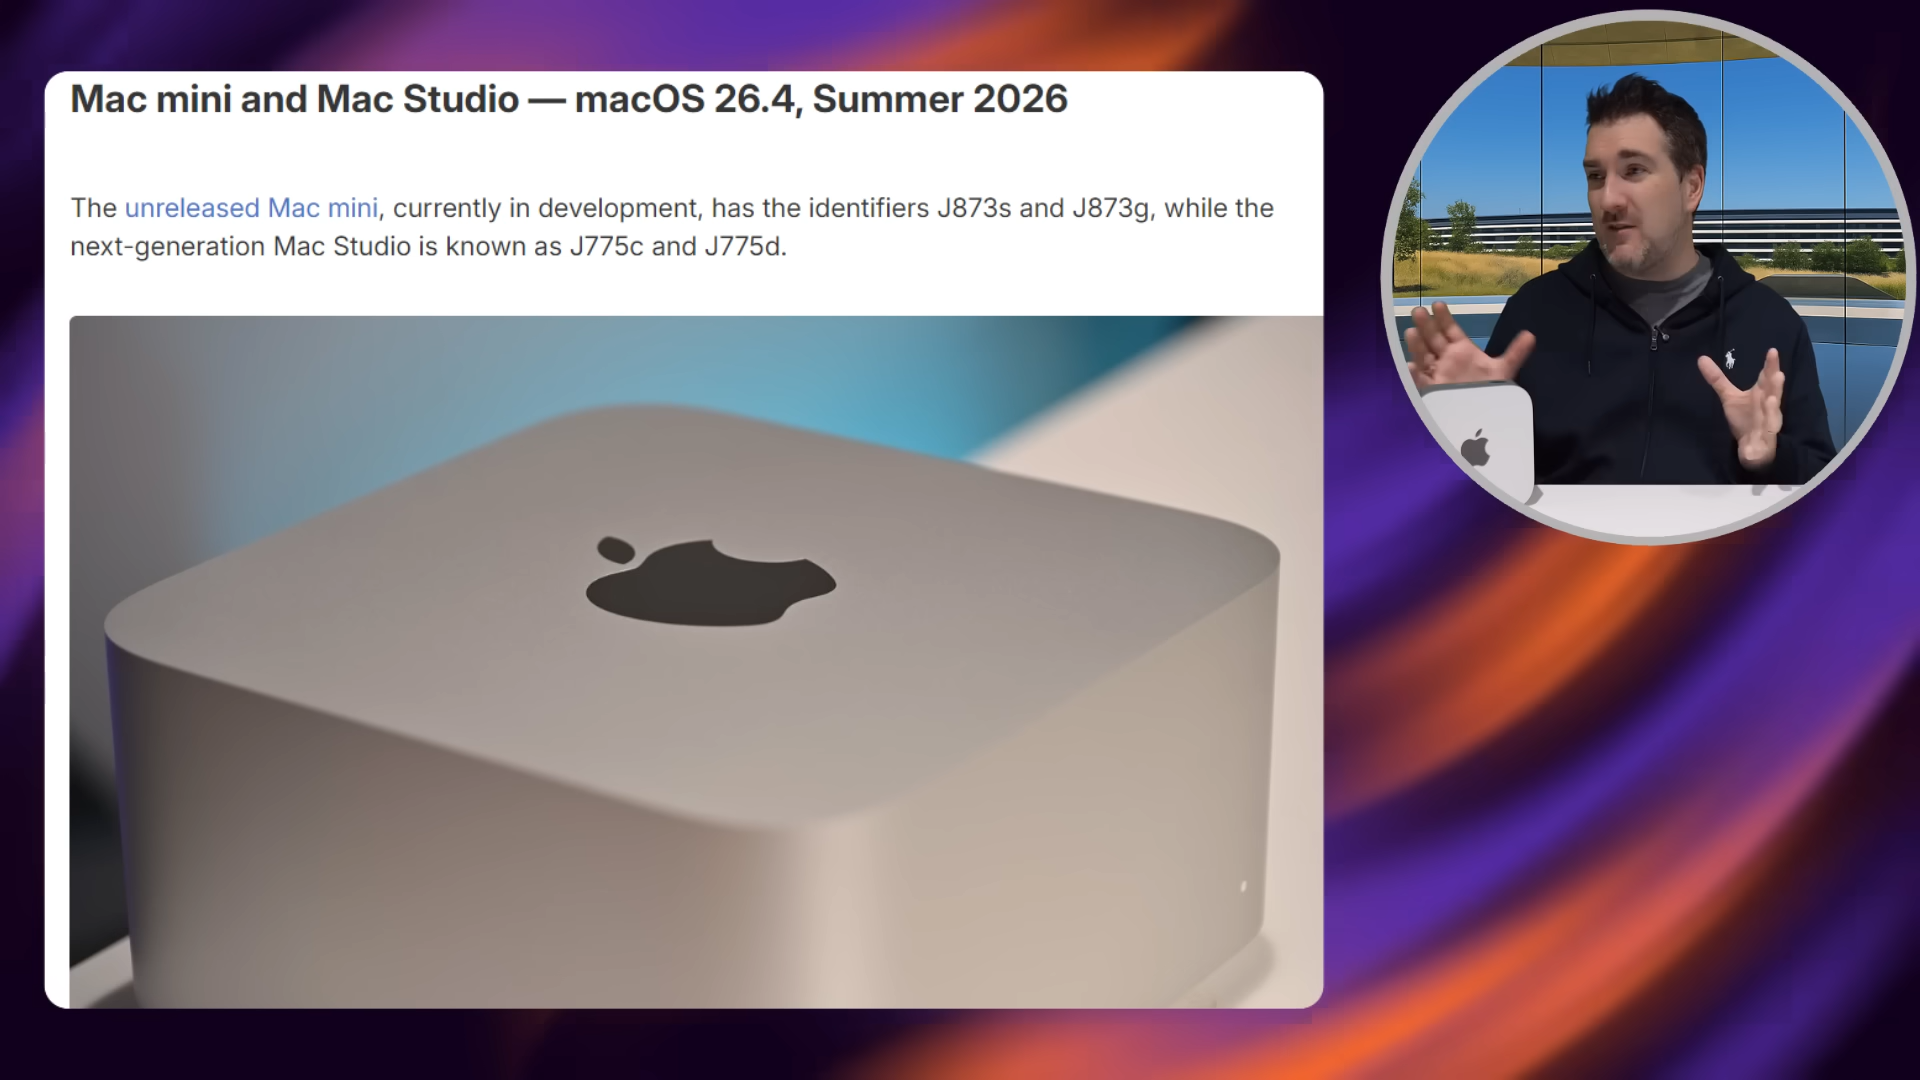 Mac mini and Mac Studio — macOS 26.4, Summer 2026
The unreleased Mac mini, currently in development, has the identifiers J873s and J873g, while the
next-generation Mac Studio is known as J775c and J775d.